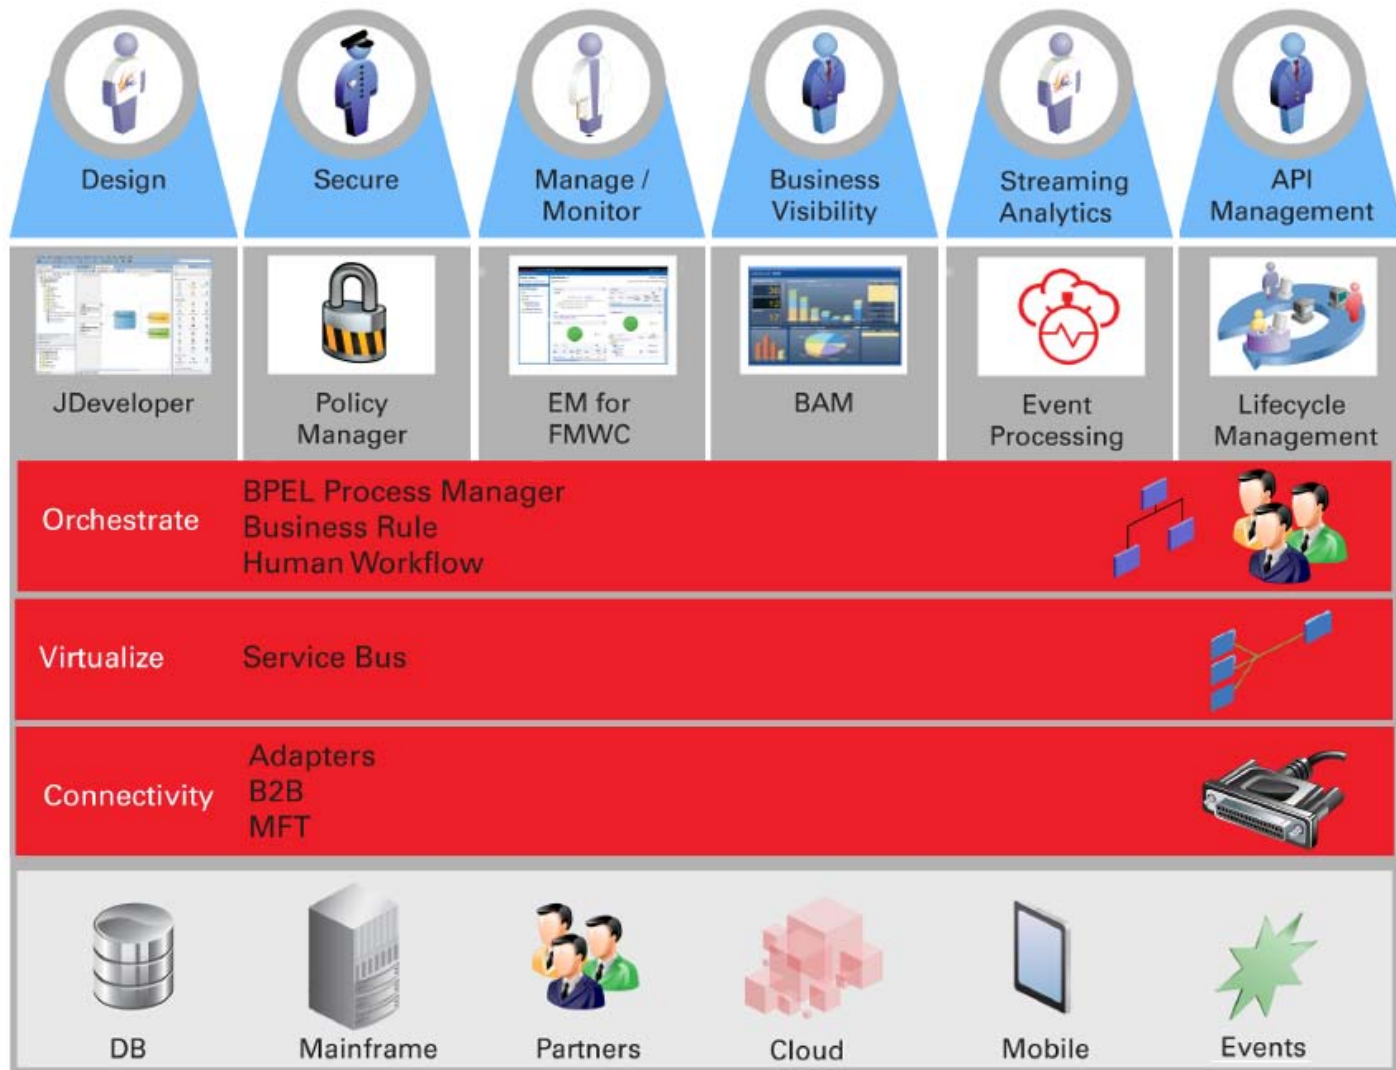 Design
Secure
Manage /
Monitor
Business
Visibility
Streaming
Analytics
API
Management
JDeveloper
Policy
Manager
EM for
FMWC
BAM
Event
Processing
Lifecycle
Management
Orchestrate
BPEL Process Manager
Business Rule
Human Workflow
Virtualize
Service Bus
Connectivity
Adapters
B2B
MFT
DB
Mainframe
Partners
Cloud
Mobile
Events